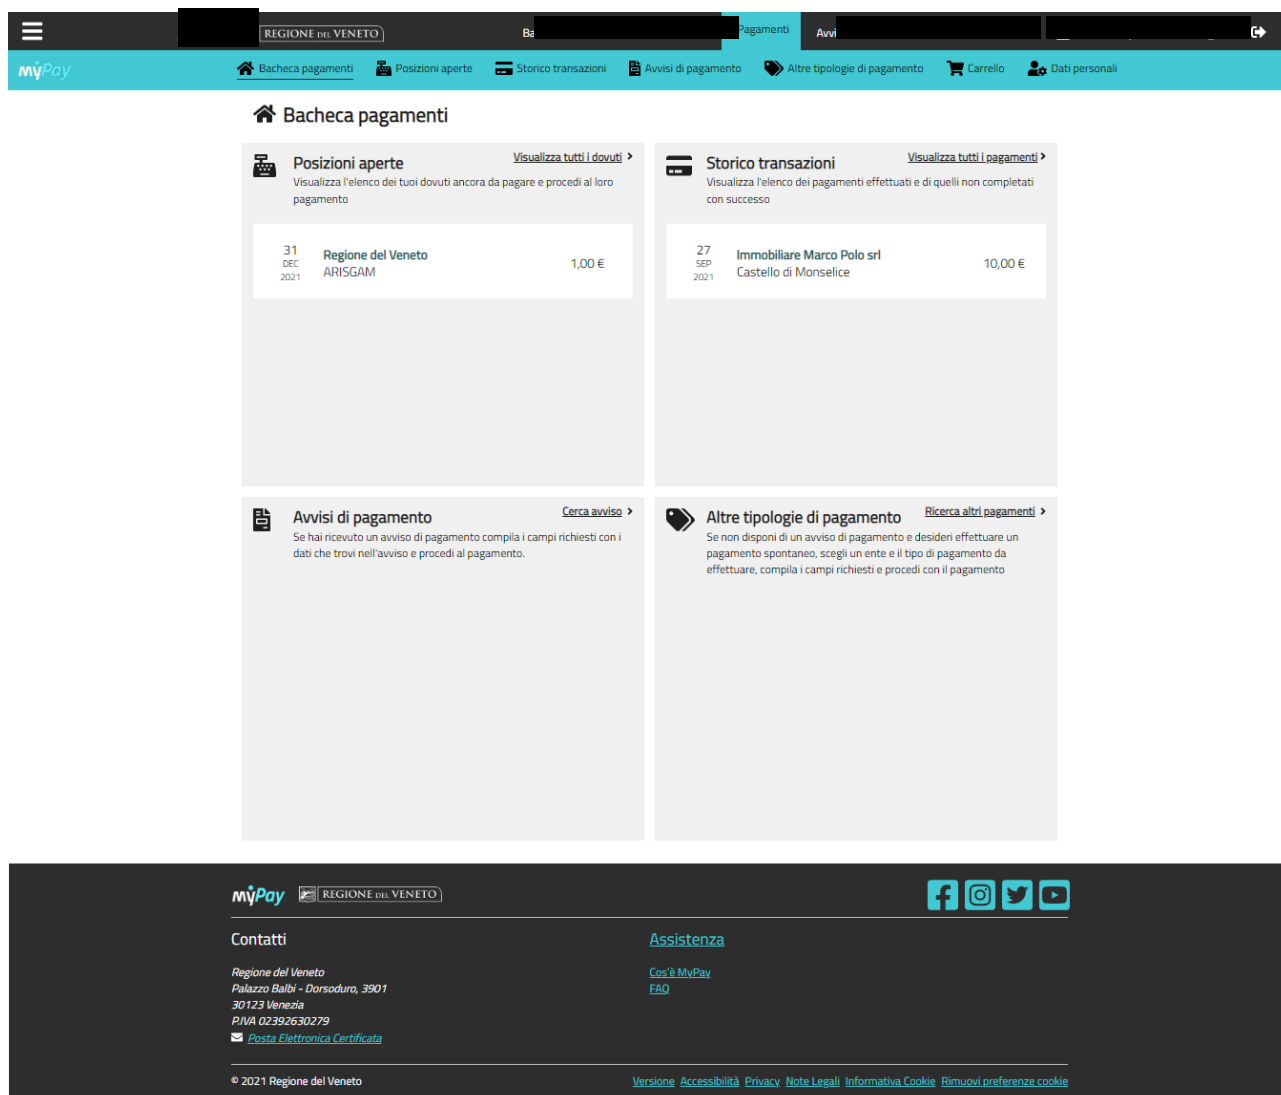 REGIONE DEL VENETO
Pagamenti
myPay
Bacheca pagamenti
Posizioni aperte
Storico transazioni
Avvisi di pagamento
Altre tipologie di pagamento
Carrello
Dati personali
Bacheca pagamenti
Posizioni aperte
Visualizza tutti i dovuti
Visualizza l'elenco dei tuoi dovuti ancora da pagare e procedi al loro
pagamento
31
DEC
2021
Regione del Veneto
ARISGAM
1,00 €
Storico transazioni
Visualizza tutti i pagamenti
Visualizza l'elenco dei pagamenti effettuati e di quelli non completati
con successo
27
SEP
2021
Immobiliare Marco Polo srl
Castello di Monselice
10,00 €
Avvisi di pagamento
Cerca avviso
Se hai ricevuto un avviso di pagamento compila i campi richiesti con i
dati che trovi nell'avviso e procedi al pagamento.
Altre tipologie di pagamento
Ricerca altri pagamenti
Se non disponi di un avviso di pagamento e desideri effettuare un
pagamento spontaneo, scegli un ente e il tipo di pagamento da
effettuare, compila i campi richiesti e procedi con il pagamento
myPay
REGIONE DEL VENETO
Contatti
Regione del Veneto
Palazzo Balbi - Dorsoduro, 3901
30123 Venezia
P.IVA 02392630279
Posta Elettronica Certificata
Assistenza
Cos'è MyPay
FAQ
© 2021 Regione del Veneto
Versione Accessibilità Privacy Note Legali Informativa Cookie Rimuovi preferenze cookie